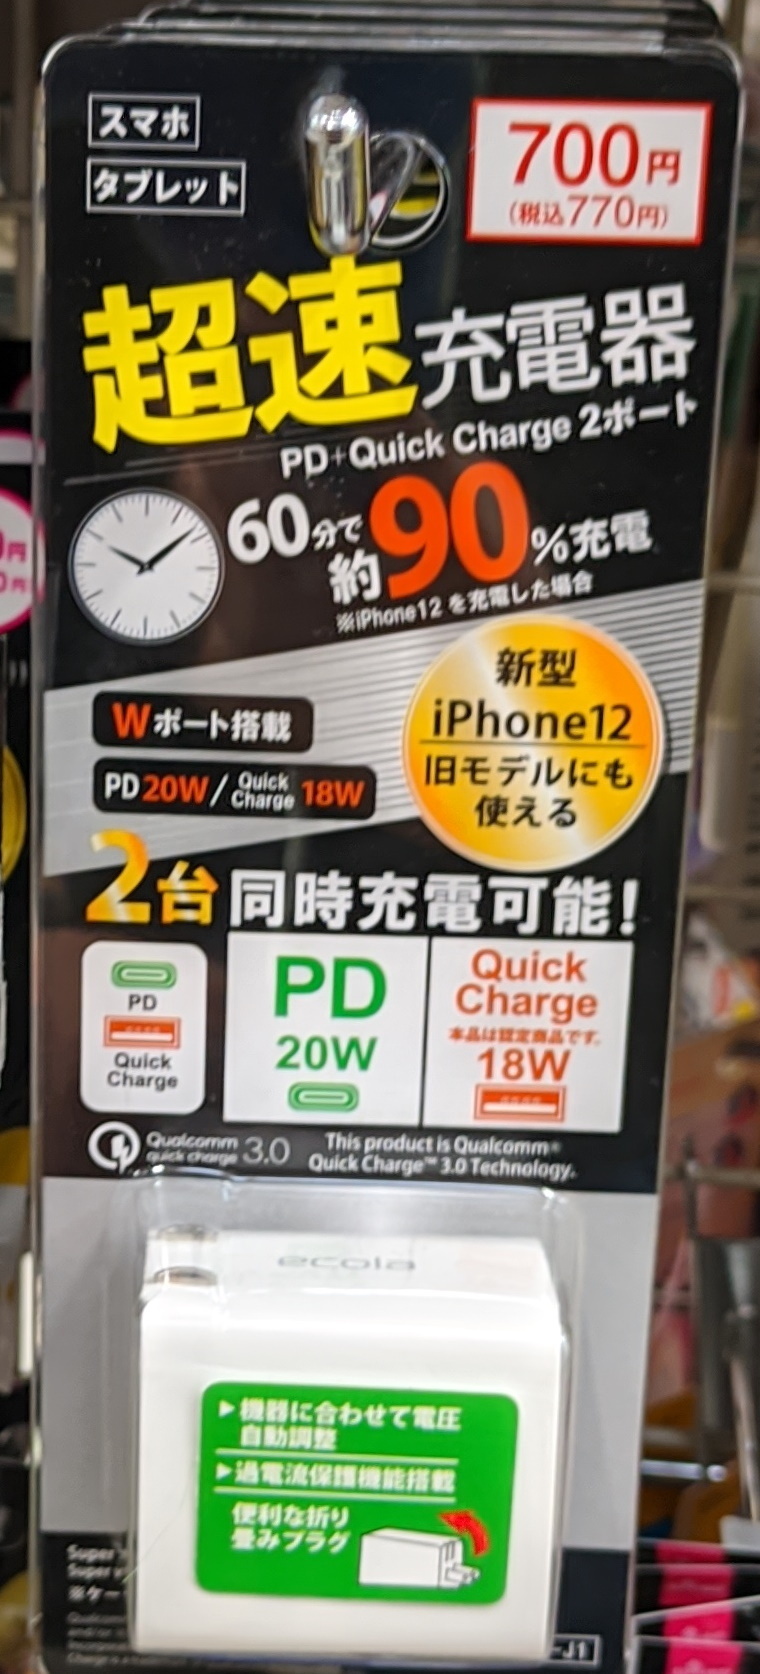 スマホ
タブレット
700円
(税込770円)
超速充電器
PD+Quick Charge 2ポート
60分で
約90%充電
※iPhone12 を充電した場合
新型
iPhone12
旧モデルにも
使える
Wポート搭載
PD20W/Quick Charge 18W
2台同時充電可能!
PD
Quick
Charge
PD
20W
Quick
Charge
本品は認定商品です。
18W
Qualcomm
quick charge 3.0
This product is Qualcomm®
Quick Charge™ 3.0 Technology.
ecola
▶機器に合わせて電圧
自動調整
▶過電流保護機能搭載
便利な折り
畳みプラグ
Super
Super
※ケー
-J1